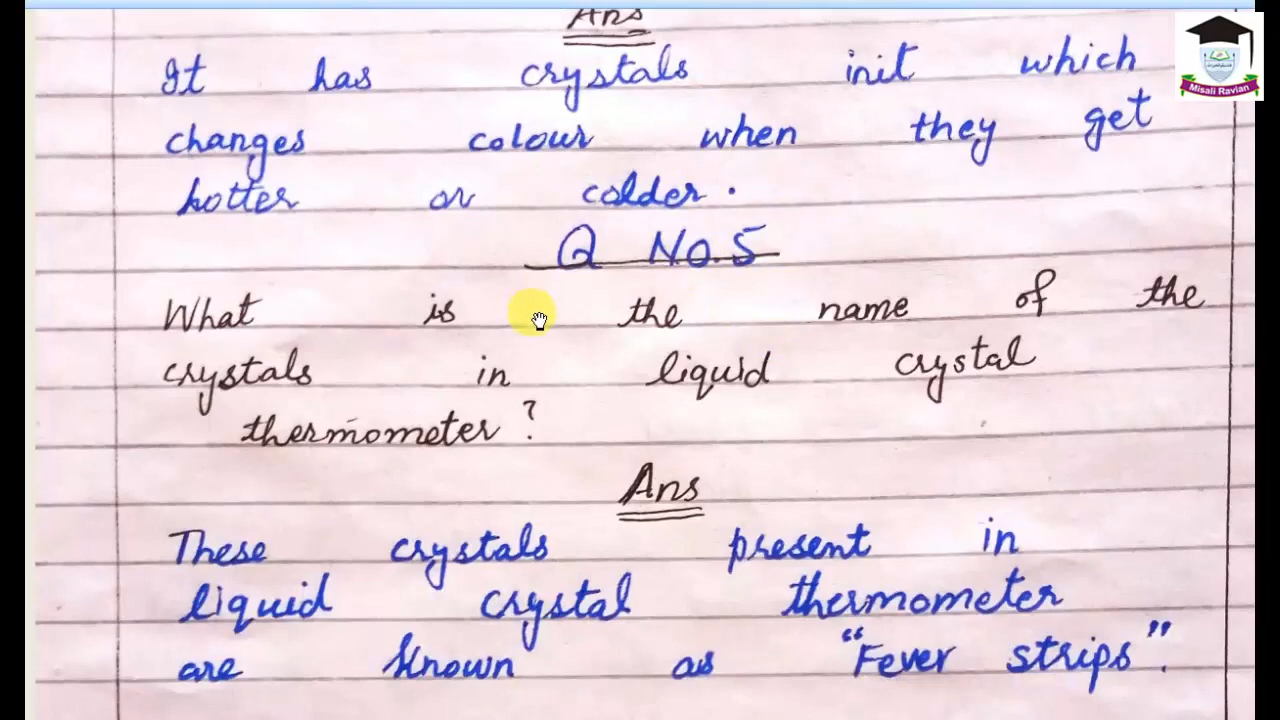 Ans
It has crystals init which
changes colour when they get
hotter or colder.
Q No.5
What is the name of the
crystals in liquid crystal
thermometer?
Ans
These crystals present in
liquid crystal thermometer
are known as "Fever strips".
Misali Ravian